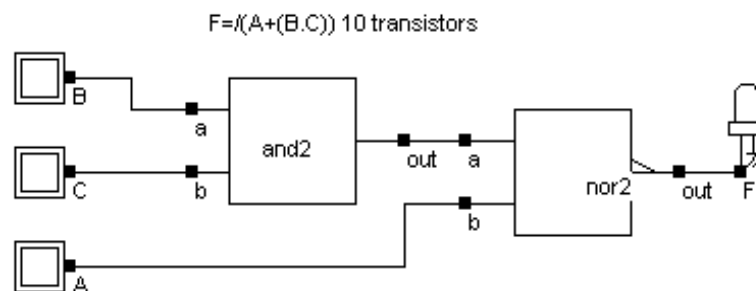 F=/(A+(B.C)) 10 transistors
B
a
and2
out
a
C
b
nor2
out
F
b
A